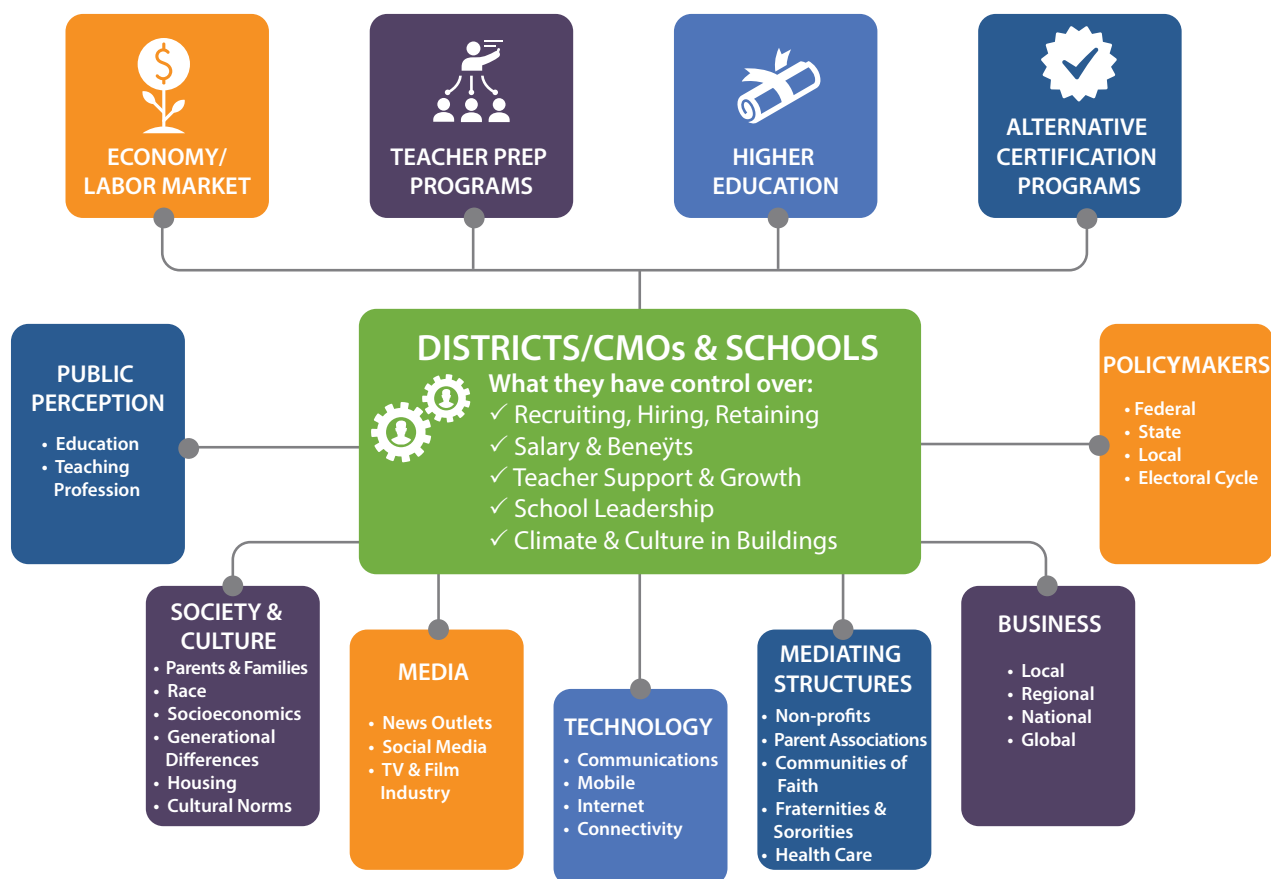 ECONOMY/
LABOR MARKET
TEACHER PREP
PROGRAMS
HIGHER
EDUCATION
ALTERNATIVE
CERTIFICATION
PROGRAMS
DISTRICTS/CMOs & SCHOOLS
What they have control over:
✓ Recruiting, Hiring, Retaining
✓ Salary & Beneÿts
✓ Teacher Support & Growth
✓ School Leadership
✓ Climate & Culture in Buildings
PUBLIC
PERCEPTION
• Education
• Teaching
Profession
POLICYMAKERS
• Federal
• State
• Local
• Electoral Cycle
SOCIETY &
CULTURE
• Parents & Families
• Race
• Socioeconomics
• Generational
Differences
• Housing
• Cultural Norms
MEDIA
• News Outlets
• Social Media
• TV & Film
Industry
TECHNOLOGY
• Communications
• Mobile
• Internet
• Connectivity
MEDIATING
STRUCTURES
• Non-profits
• Parent Associations
• Communities of
Faith
• Fraternities &
Sororities
• Health Care
BUSINESS
• Local
• Regional
• National
• Global